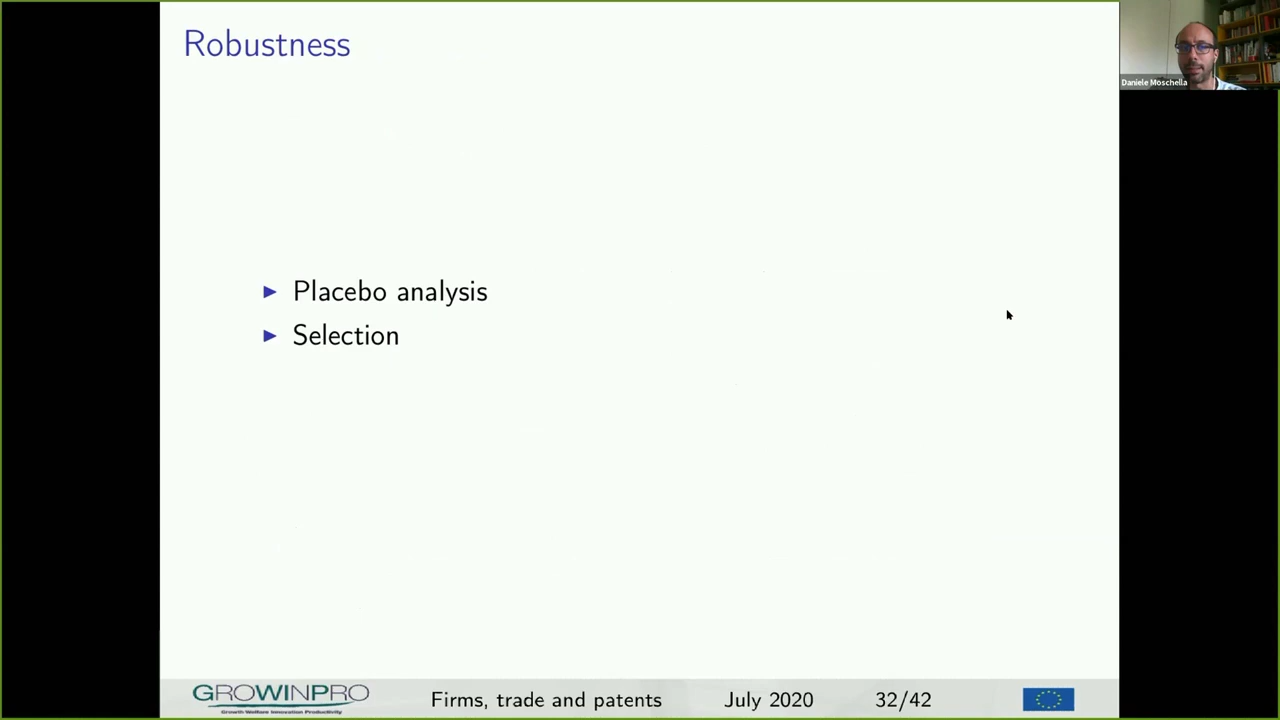 Robustness
Daniele Moschella
Placebo analysis
Selection
GROWINPRO
Growth Welfare Innovation Productivity
Firms, trade and patents
July 2020
32/42